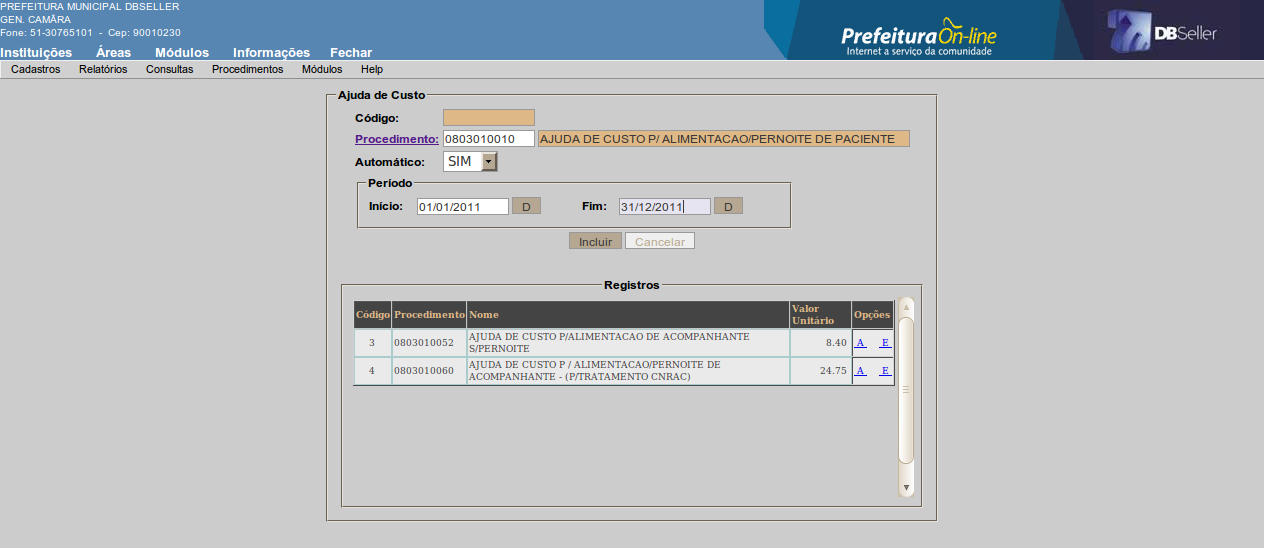 PREFEITURA MUNICIPAL DBSELLER
GEN. CAMÂRA
Fone: 51-30765101 - Cep: 90010230
Instituições Áreas Módulos Informações Fechar
Prefeitura On-line
Internet a serviço da comunidade
DBSeller
Cadastros Relatórios Consultas Procedimentos Módulos Help
Ajuda de Custo
Código:
Procedimento: 0803010010 AJUDA DE CUSTO P/ ALIMENTACAO/PERNOITE DE PACIENTE
Automático: SIM
Período
Início: 01/01/2011 D Fim: 31/12/2011 D
Incluir Cancelar
Registros
Código Procedimento Nome Valor Unitário Opções
3 0803010052 AJUDA DE CUSTO P/ALIMENTACAO DE ACOMPANHANTE
S/PERNOITE 8.40 A E
4 0803010060 AJUDA DE CUSTO P / ALIMENTACAO/PERNOITE DE
ACOMPANHANTE - (P/TRATAMENTO CNRAC) 24.75 A E